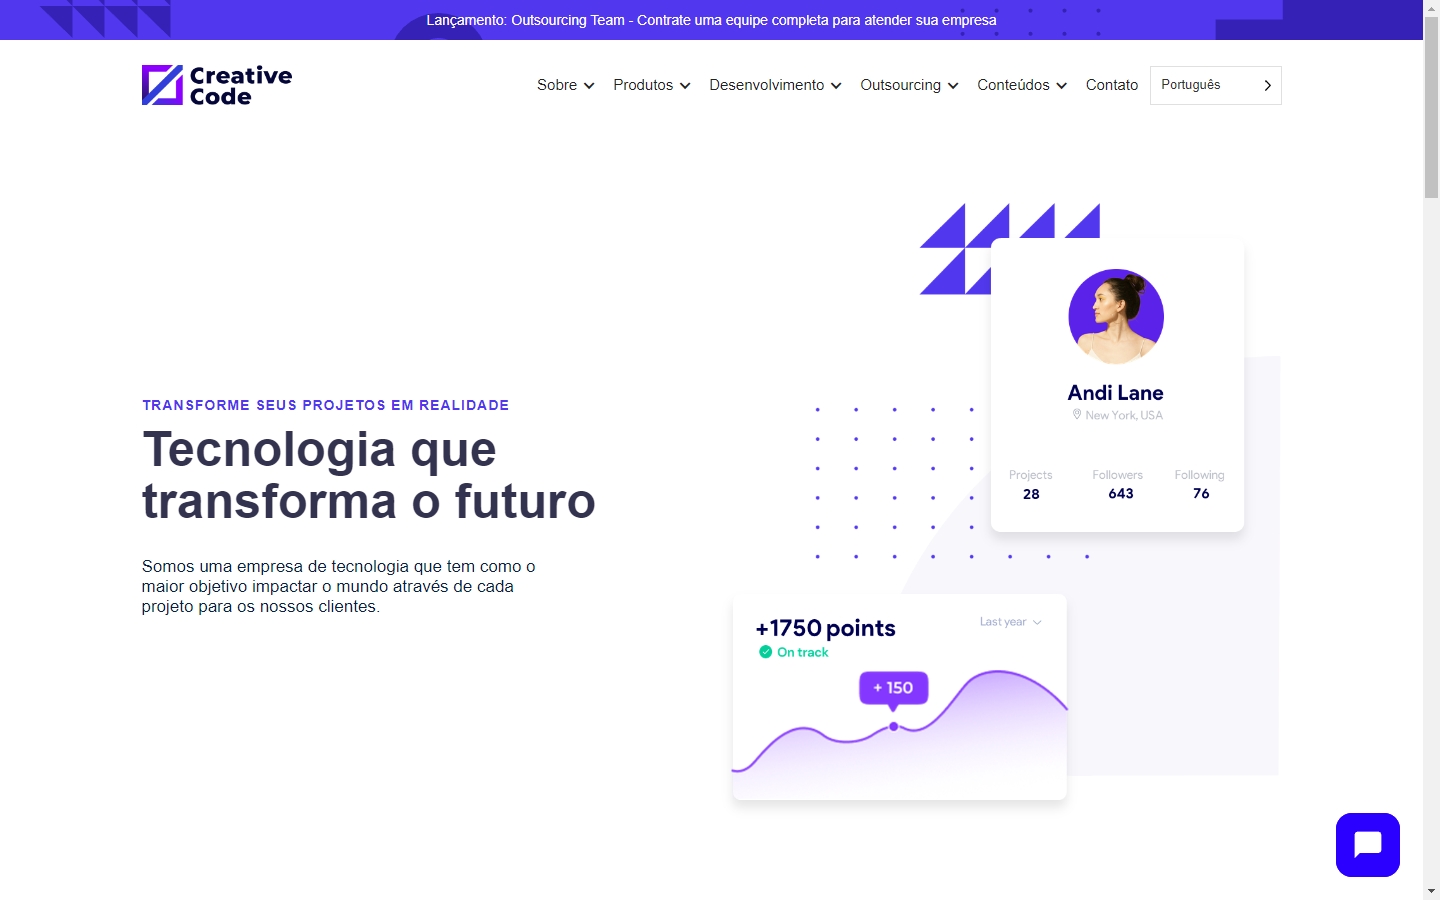 Lançamento: Outsourcing Team - Contrate uma equipe completa para atender sua empresa
Creative
Code
Sobre
Produtos
Desenvolvimento
Outsourcing
Conteúdos
Contato
Português
TRANSFORME SEUS PROJETOS EM REALIDADE
Tecnologia que
transforma o futuro
Somos uma empresa de tecnologia que tem como o
maior objetivo impactar o mundo através de cada
projeto para os nossos clientes.
Andi Lane
New York, USA
Projects
Followers
Following
28
643
76
+1750 points
Last year
On track
+ 150